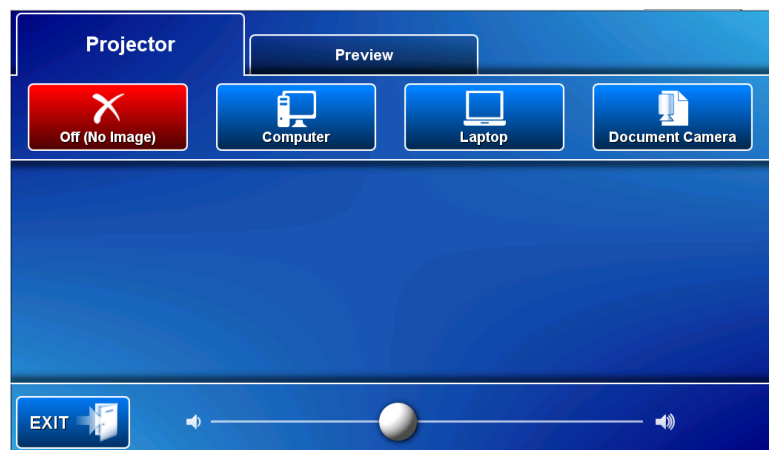 Projector
Preview
Off (No Image)
Computer
Laptop
Document Camera
EXIT